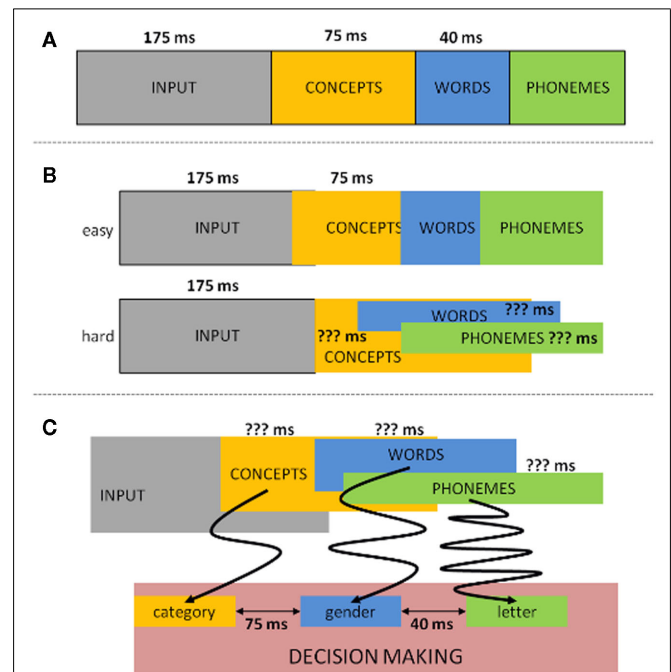 A
175 ms 75 ms 40 ms
INPUT CONCEPTS WORDS PHONEMES
B
175 ms 75 ms
easy INPUT CONCEPTS WORDS PHONEMES
175 ms
WORDS ??? ms
hard INPUT ??? ms PHONEMES ??? ms
CONCEPTS
C
??? ms ??? ms
WORDS
CONCEPTS ??? ms
INPUT PHONEMES
category gender letter
75 ms 40 ms
DECISION MAKING